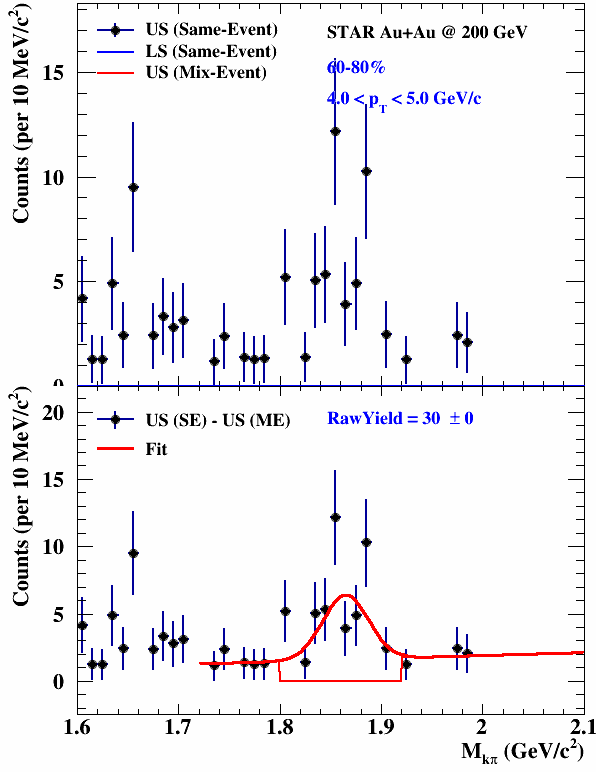 US (Same-Event)
LS (Same-Event)
US (Mix-Event)
STAR Au+Au @ 200 GeV
60-80%
4.0 < pT < 5.0 GeV/c
Counts (per 10 MeV/c²)
15
10
5
0
US (SE) - US (ME)
Fit
RawYield = 30 ± 0
Counts (per 10 MeV/c²)
20
15
10
5
0
1.6 1.7 1.8 1.9 2 2.1
Mkπ (GeV/c²)